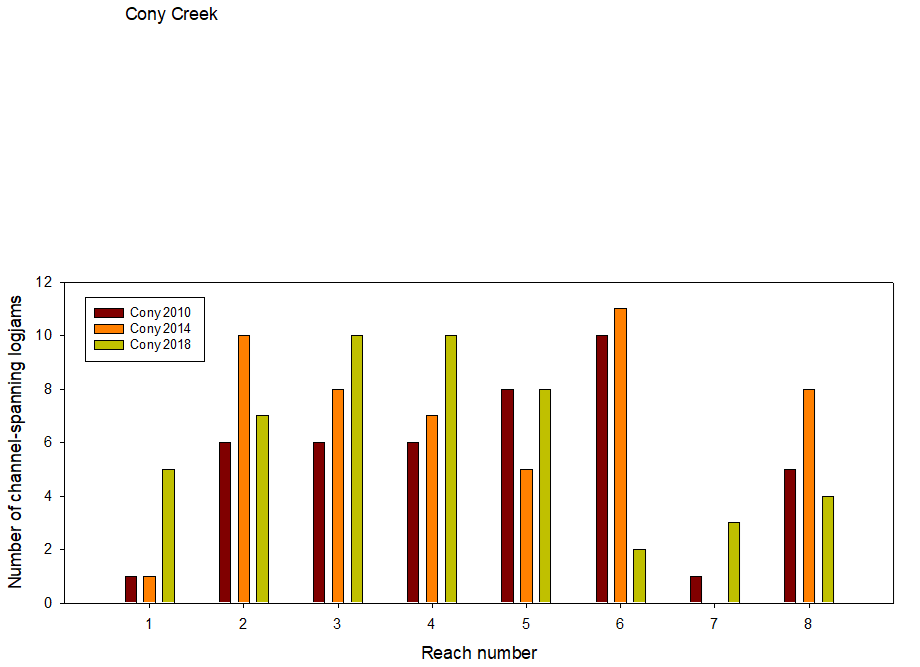 Cony Creek
12
10
8
6
4
2
0
Number of channel-spanning logjams
Cony 2010
Cony 2014
Cony 2018
1 2 3 4 5 6 7 8
Reach number